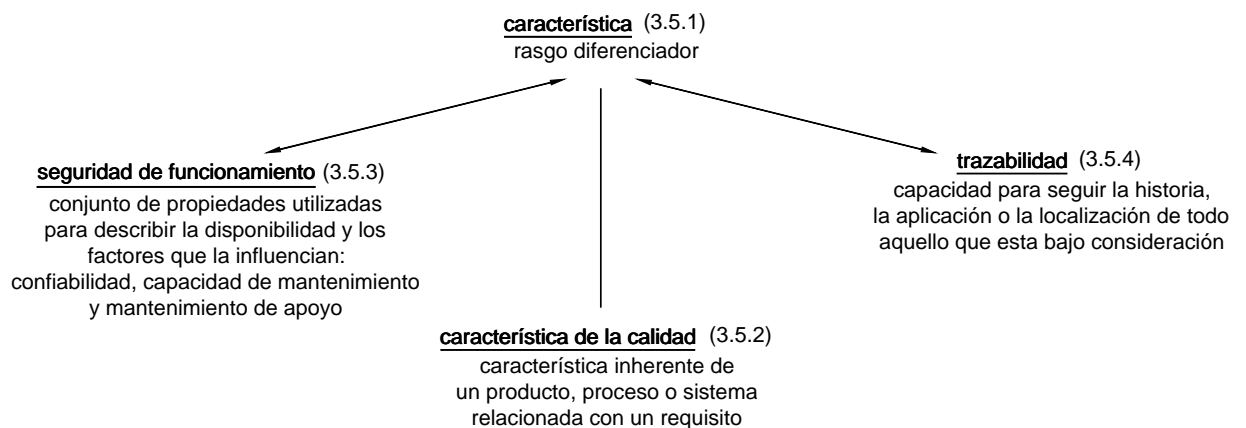 característica (3.5.1)
rasgo diferenciador
seguridad de funcionamiento (3.5.3)
conjunto de propiedades utilizadas
para describir la disponibilidad y los
factores que la influencian:
confiabilidad, capacidad de mantenimiento
y mantenimiento de apoyo
trazabilidad (3.5.4)
capacidad para seguir la historia,
la aplicación o la localización de todo
aquello que esta bajo consideración
característica de la calidad (3.5.2)
característica inherente de
un producto, proceso o sistema
relacionada con un requisito